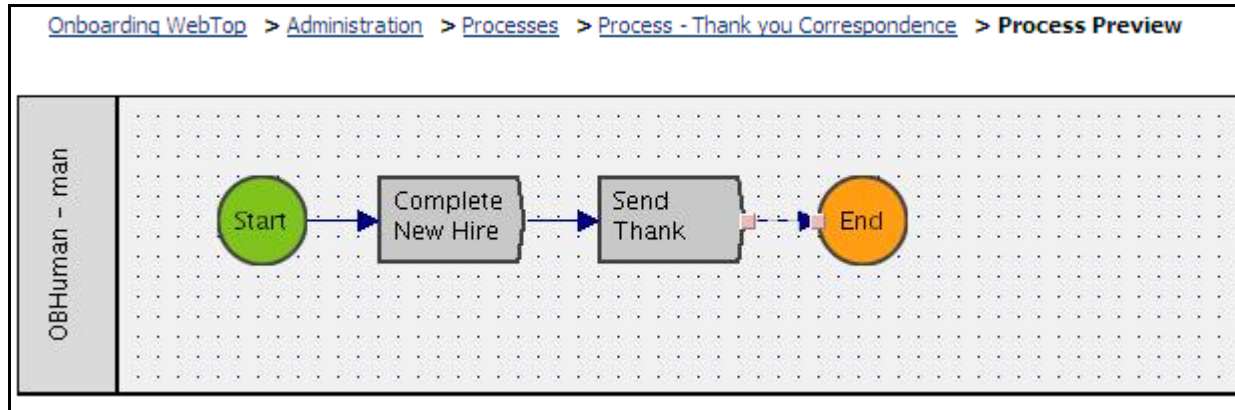 Onboarding WebTop > Administration > Processes > Process - Thank you Correspondence > Process Preview
OBHuman - man
Start
Complete
New Hire
Send
Thank
End